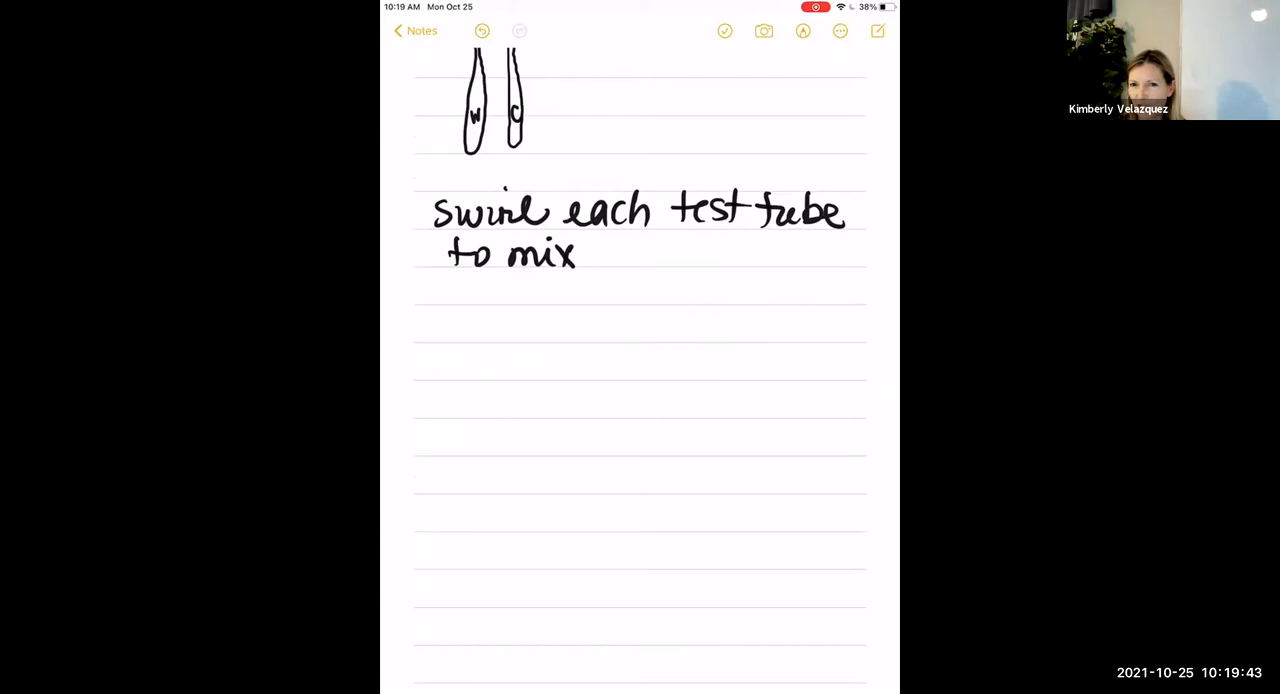 10:19 AM Mon Oct 25
38%
Notes
W C
swirl each test tube
to mix
Kimberly Velazquez
2021-10-25 10:19:43